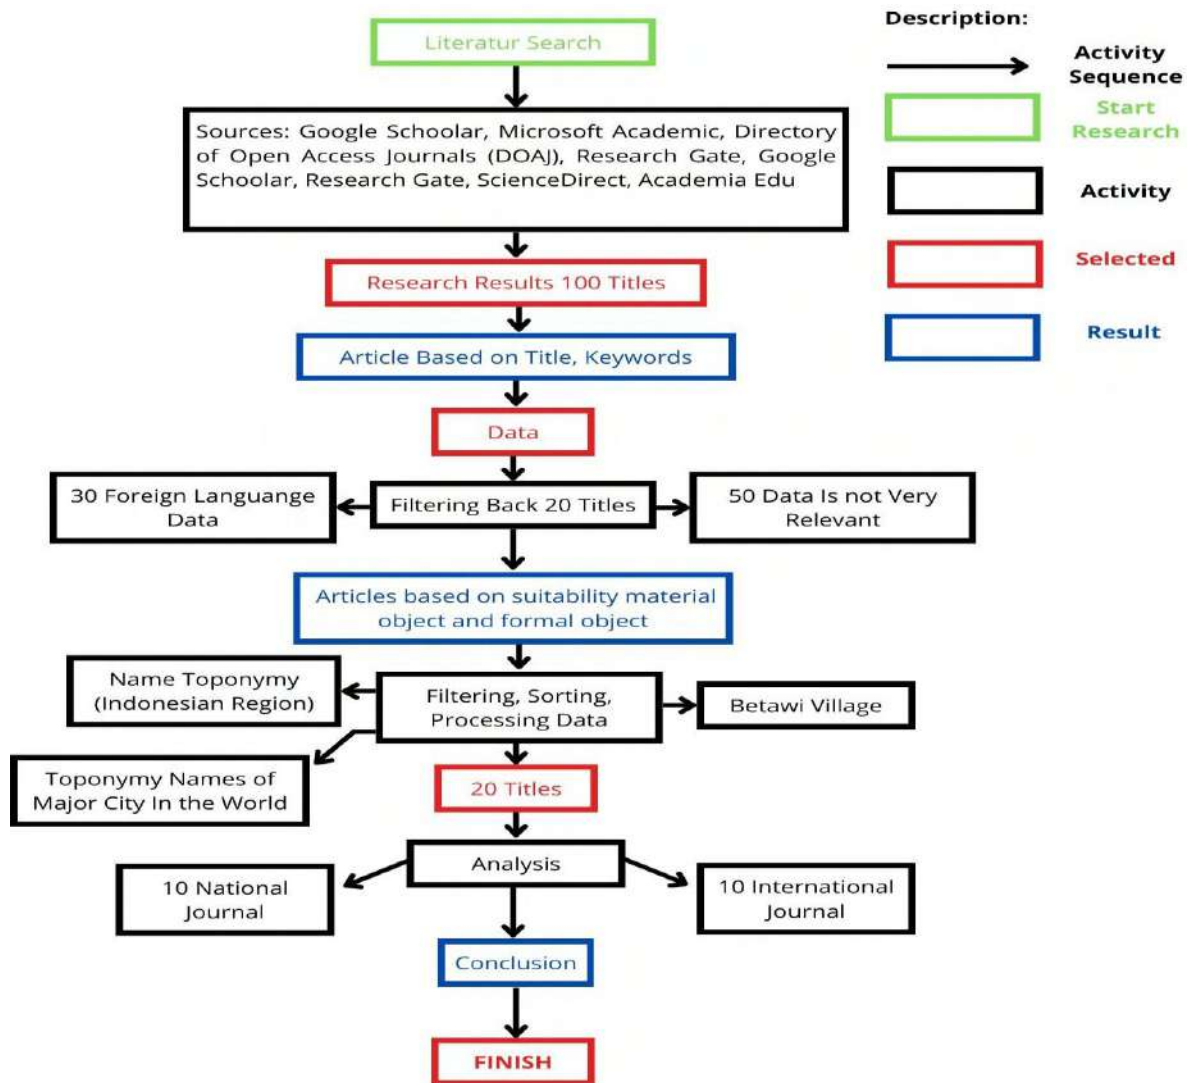 Literatur Search
Sources: Google Schoolar, Microsoft Academic, Directory
of Open Access Journals (DOAJ), Research Gate, Google
Schoolar, Research Gate, ScienceDirect, Academia Edu
Research Results 100 Titles
Article Based on Title, Keywords
Data
30 Foreign Languange
Data
Filtering Back 20 Titles
50 Data Is not Very
Relevant
Articles based on suitability material
object and formal object
Name Toponymy
(Indonesian Region)
Filtering, Sorting,
Processing Data
Betawi Village
Toponymy Names of
Major City In the World
20 Titles
Analysis
10 National
Journal
10 International
Journal
Conclusion
FINISH
Description:
Activity
Sequence
Start
Research
Activity
Selected
Result